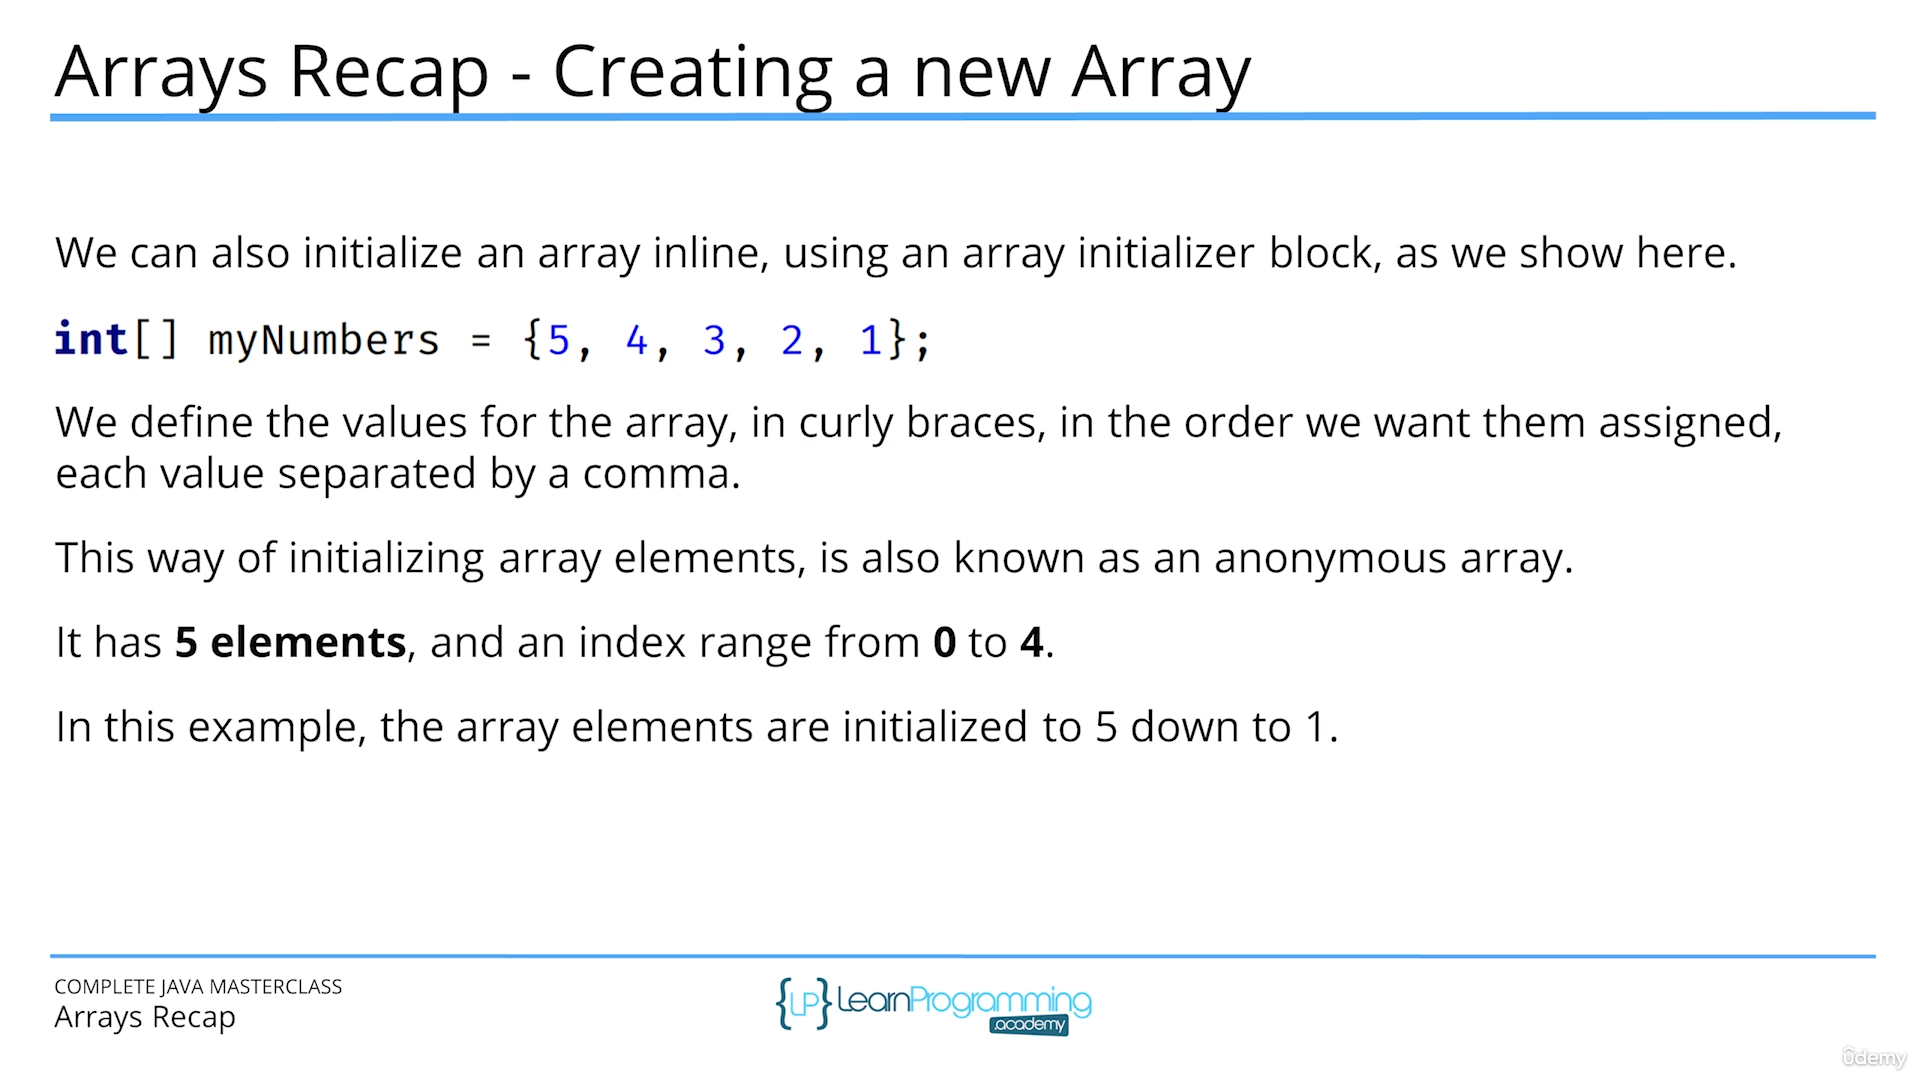 Arrays Recap - Creating a new Array
We can also initialize an array inline, using an array initializer block, as we show here.
int[] myNumbers = {5, 4, 3, 2, 1};
We define the values for the array, in curly braces, in the order we want them assigned,
each value separated by a comma.
This way of initializing array elements, is also known as an anonymous array.
It has 5 elements, and an index range from 0 to 4.
In this example, the array elements are initialized to 5 down to 1.
COMPLETE JAVA MASTERCLASS
Arrays Recap
{LP} LearnProgramming
.academy
udemy